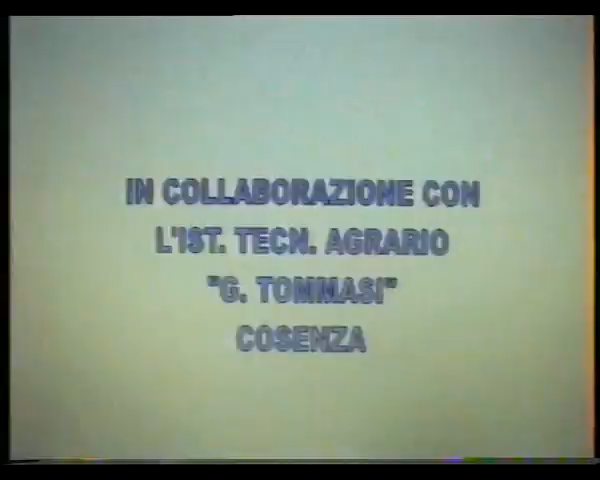 IN COLLABORAZIONE CON
L'IST. TECN. AGRARIO
"G. TOMMASI"
COSENZA